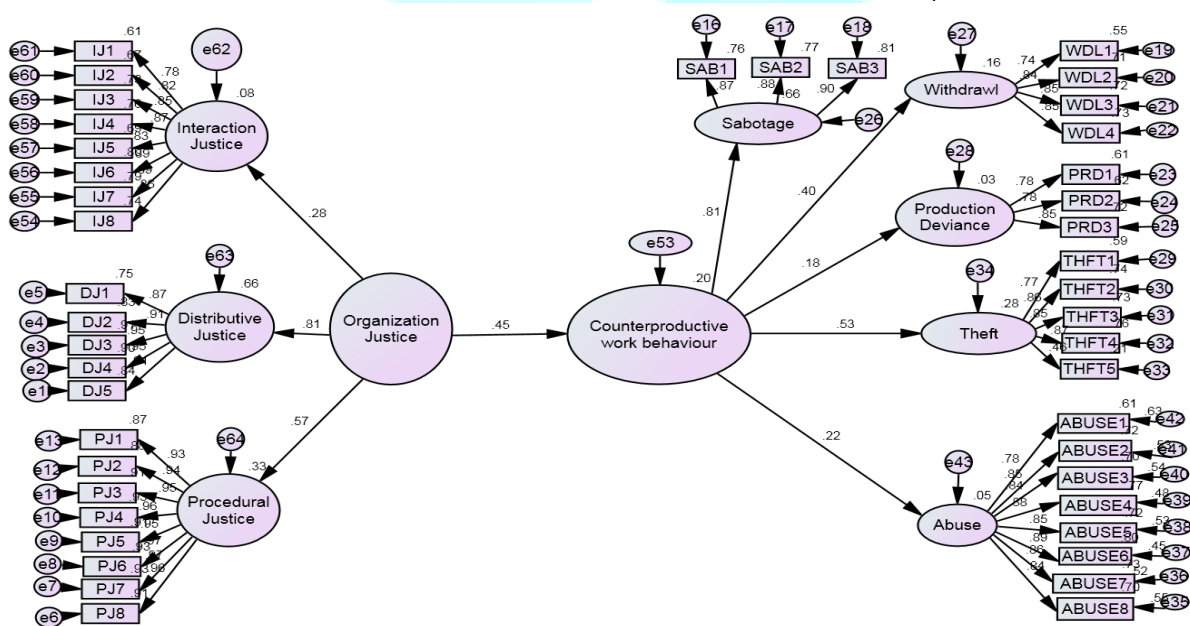 e61
IJ1
.61
e60
IJ2
e59
IJ3
e58
IJ4
e57
IJ5
e56
IJ6
e55
IJ7
e54
IJ8
.78
.82
.85
.87
.83
.74
e62
.08
Interaction
Justice
.28
e63
.66
Distributive
Justice
.75
e5
DJ1
e4
DJ2
e3
DJ3
e2
DJ4
e1
DJ5
.87
.91
.95
.84
.81
Organization
Justice
.57
.45
e64
.33
Procedural
Justice
.87
e13
PJ1
e12
PJ2
e11
PJ3
e10
PJ4
e9
PJ5
e8
PJ6
e7
PJ7
e6
PJ8
.93
.94
.95
.96
.91
e53
.20
Counterproductive
work behaviour
e16
e17
e18
.76
.77
.81
SAB1
SAB2
SAB3
.87
.88
.66
.90
Sabotage
e26
.81
.40
.18
.53
.22
e27
.16
Withdrawl
.74
.84
.85
.85
.55
WDL1
e19
WDL2
e20
.72
WDL3
e21
.73
WDL4
e22
e28
.03
Production
Deviance
.78
.78
.85
.61
PRD1
e23
PRD2
e24
PRD3
e25
e34
.28
Theft
.77
.86
.85
.87
.46
.59
THFT1
e29
THFT2
e30
THFT3
e31
THFT4
e32
THFT5
e33
e43
.05
Abuse
.78
.85
.84
.88
.85
.89
.86
.84
.61
.63
ABUSE1
e42
ABUSE2
e41
.54
ABUSE3
e40
.48
ABUSE4
e39
ABUSE5
e38
ABUSE6
e37
.45
ABUSE7
e36
ABUSE8
e35